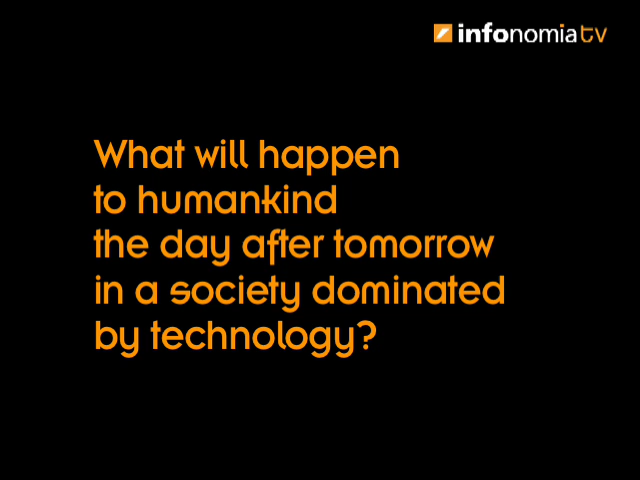 infonomiatv
What will happen
to humankind
the day after tomorrow
in a society dominated
by technology?